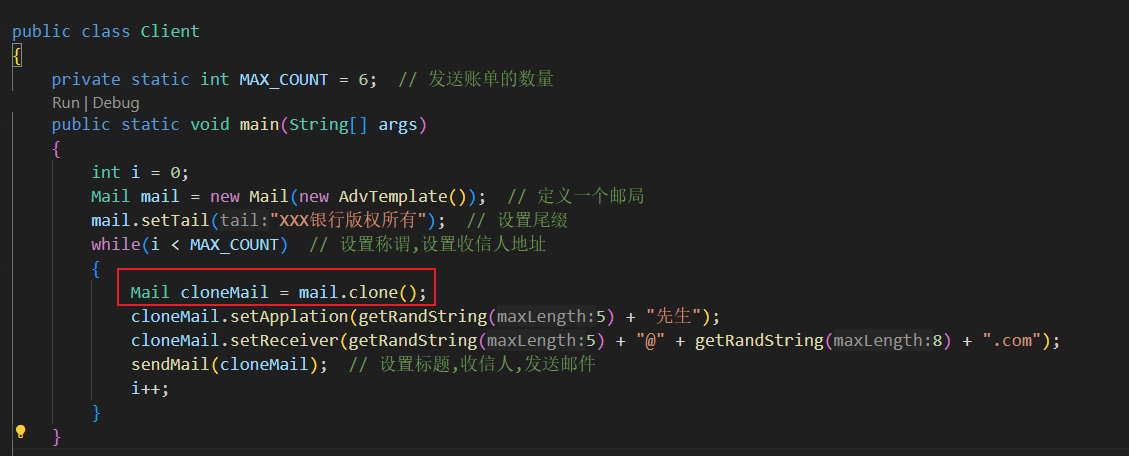 public class Client
{
private static int MAX_COUNT = 6;  // 发送账单的数量
Run | Debug
public static void main(String[] args)
{
int i = 0;
Mail mail = new Mail(new AdvTemplate());  // 定义一个邮局
mail.setTail(tail:"XXX银行版权所有");  // 设置尾缀
while(i < MAX_COUNT)  // 设置称谓,设置收信人地址
{
Mail cloneMail = mail.clone();
cloneMail.setApplation(getRandString(maxLength:5) + "先生");
cloneMail.setReceiver(getRandString(maxLength:5) + "@" + getRandString(maxLength:8) + ".com");
sendMail(cloneMail);  // 设置标题,收信人,发送邮件
i++;
}
}